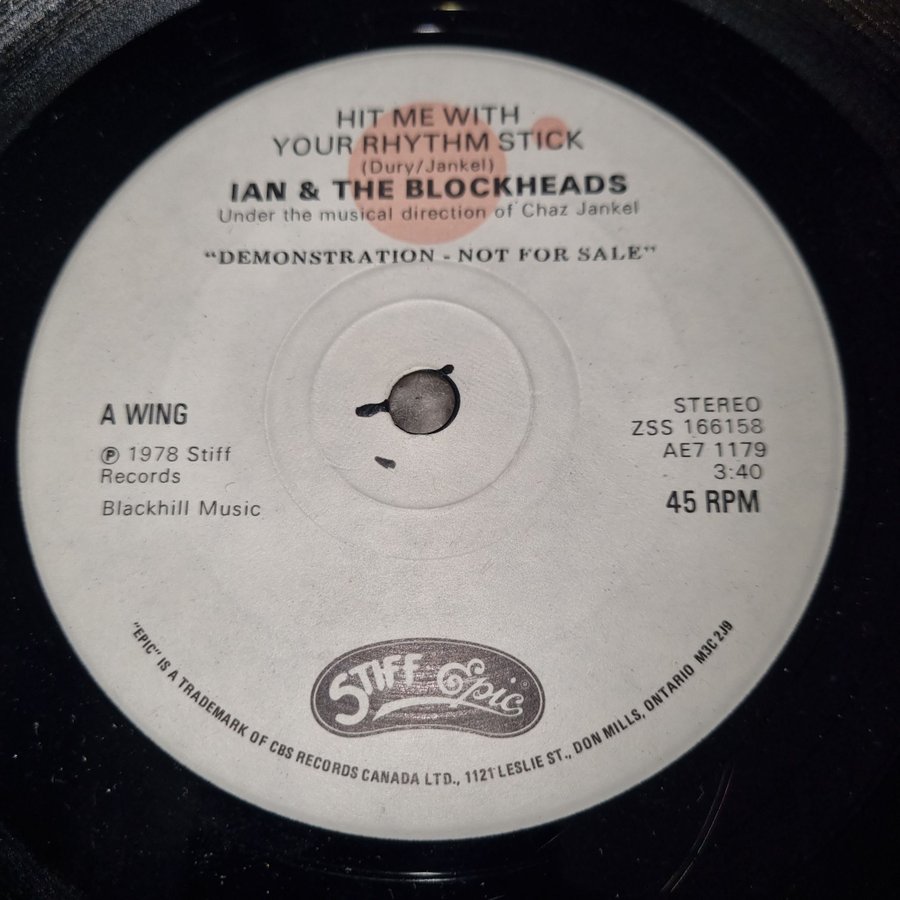 HIT ME WITH
YOUR RHYTHM STICK
(Dury/Jankel)
IAN & THE BLOCKHEADS
Under the musical direction of Chaz Jankel
"DEMONSTRATION - NOT FOR SALE"
A WING
℗ 1978 Stiff
Records
Blackhill Music
STEREO
ZSS 166158
AE7 1179
3:40
45 RPM
STIFF Epic
"EPIC" IS A TRADEMARK OF CBS RECORDS CANADA LTD., 1121 LESLIE ST., DON MILLS, ONTARIO M3C 2J9